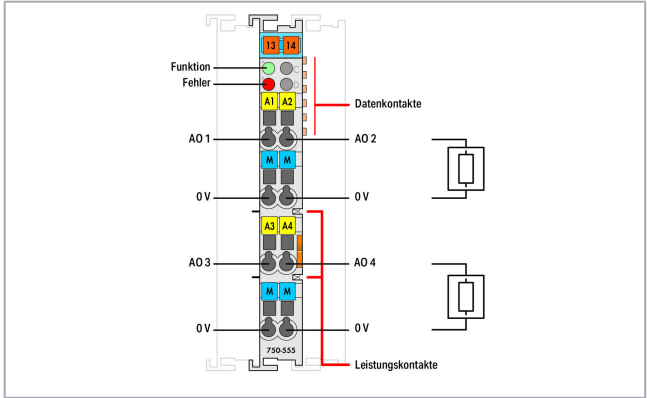 13 14
Funktion
C
Fehler
D
A1 A2
Datenkontakte
AO 1
AO 2
M M
0 V
0 V
A3 A4
AO 3
AO 4
M M
0 V
0 V
750-555
Leistungskontakte